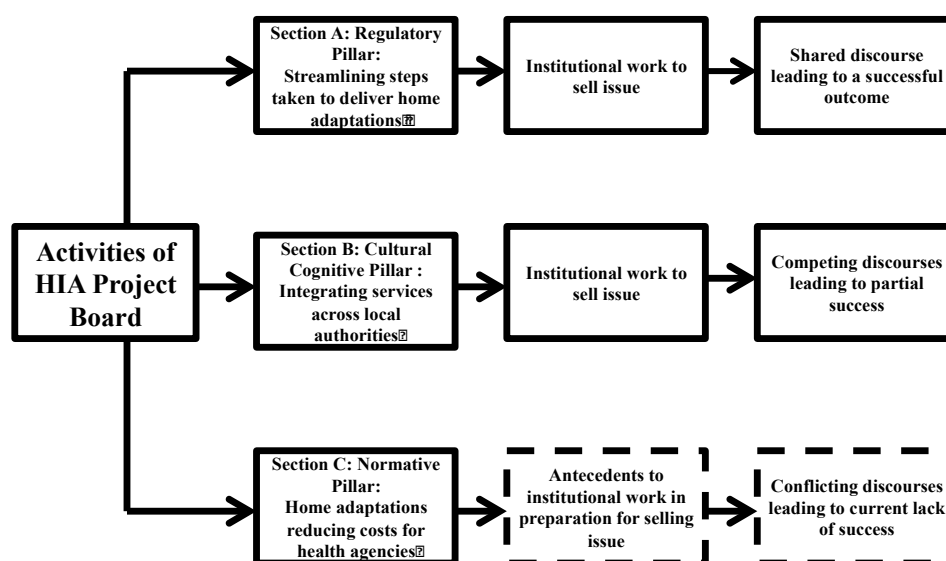 Section A: Regulatory
Pillar:
Streamlining steps
taken to deliver home
adaptations
Institutional work to
sell issue
Shared discourse
leading to a successful
outcome
Activities of
HIA Project
Board
Section B: Cultural
Cognitive Pillar :
Integrating services
across local
authorities
Institutional work to
sell issue
Competing discourses
leading to partial
success
Section C: Normative
Pillar:
Home adaptations
reducing costs for
health agencies
Antecedents to
institutional work in
preparation for selling
issue
Conflicting discourses
leading to current lack
of success